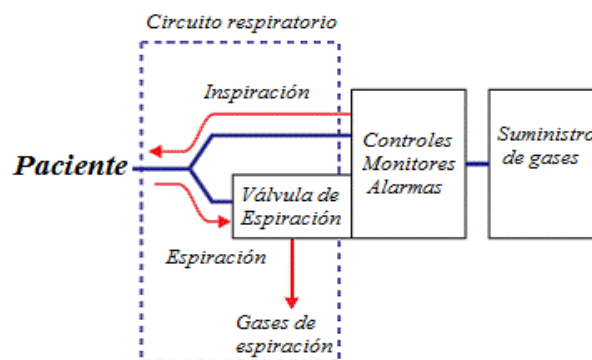 Circuito respiratorio
Inspiración
Paciente
Controles
Monitores
Alarmas
Suministro
de gases
Válvula de
Espiración
Espiración
Gases de
espiración